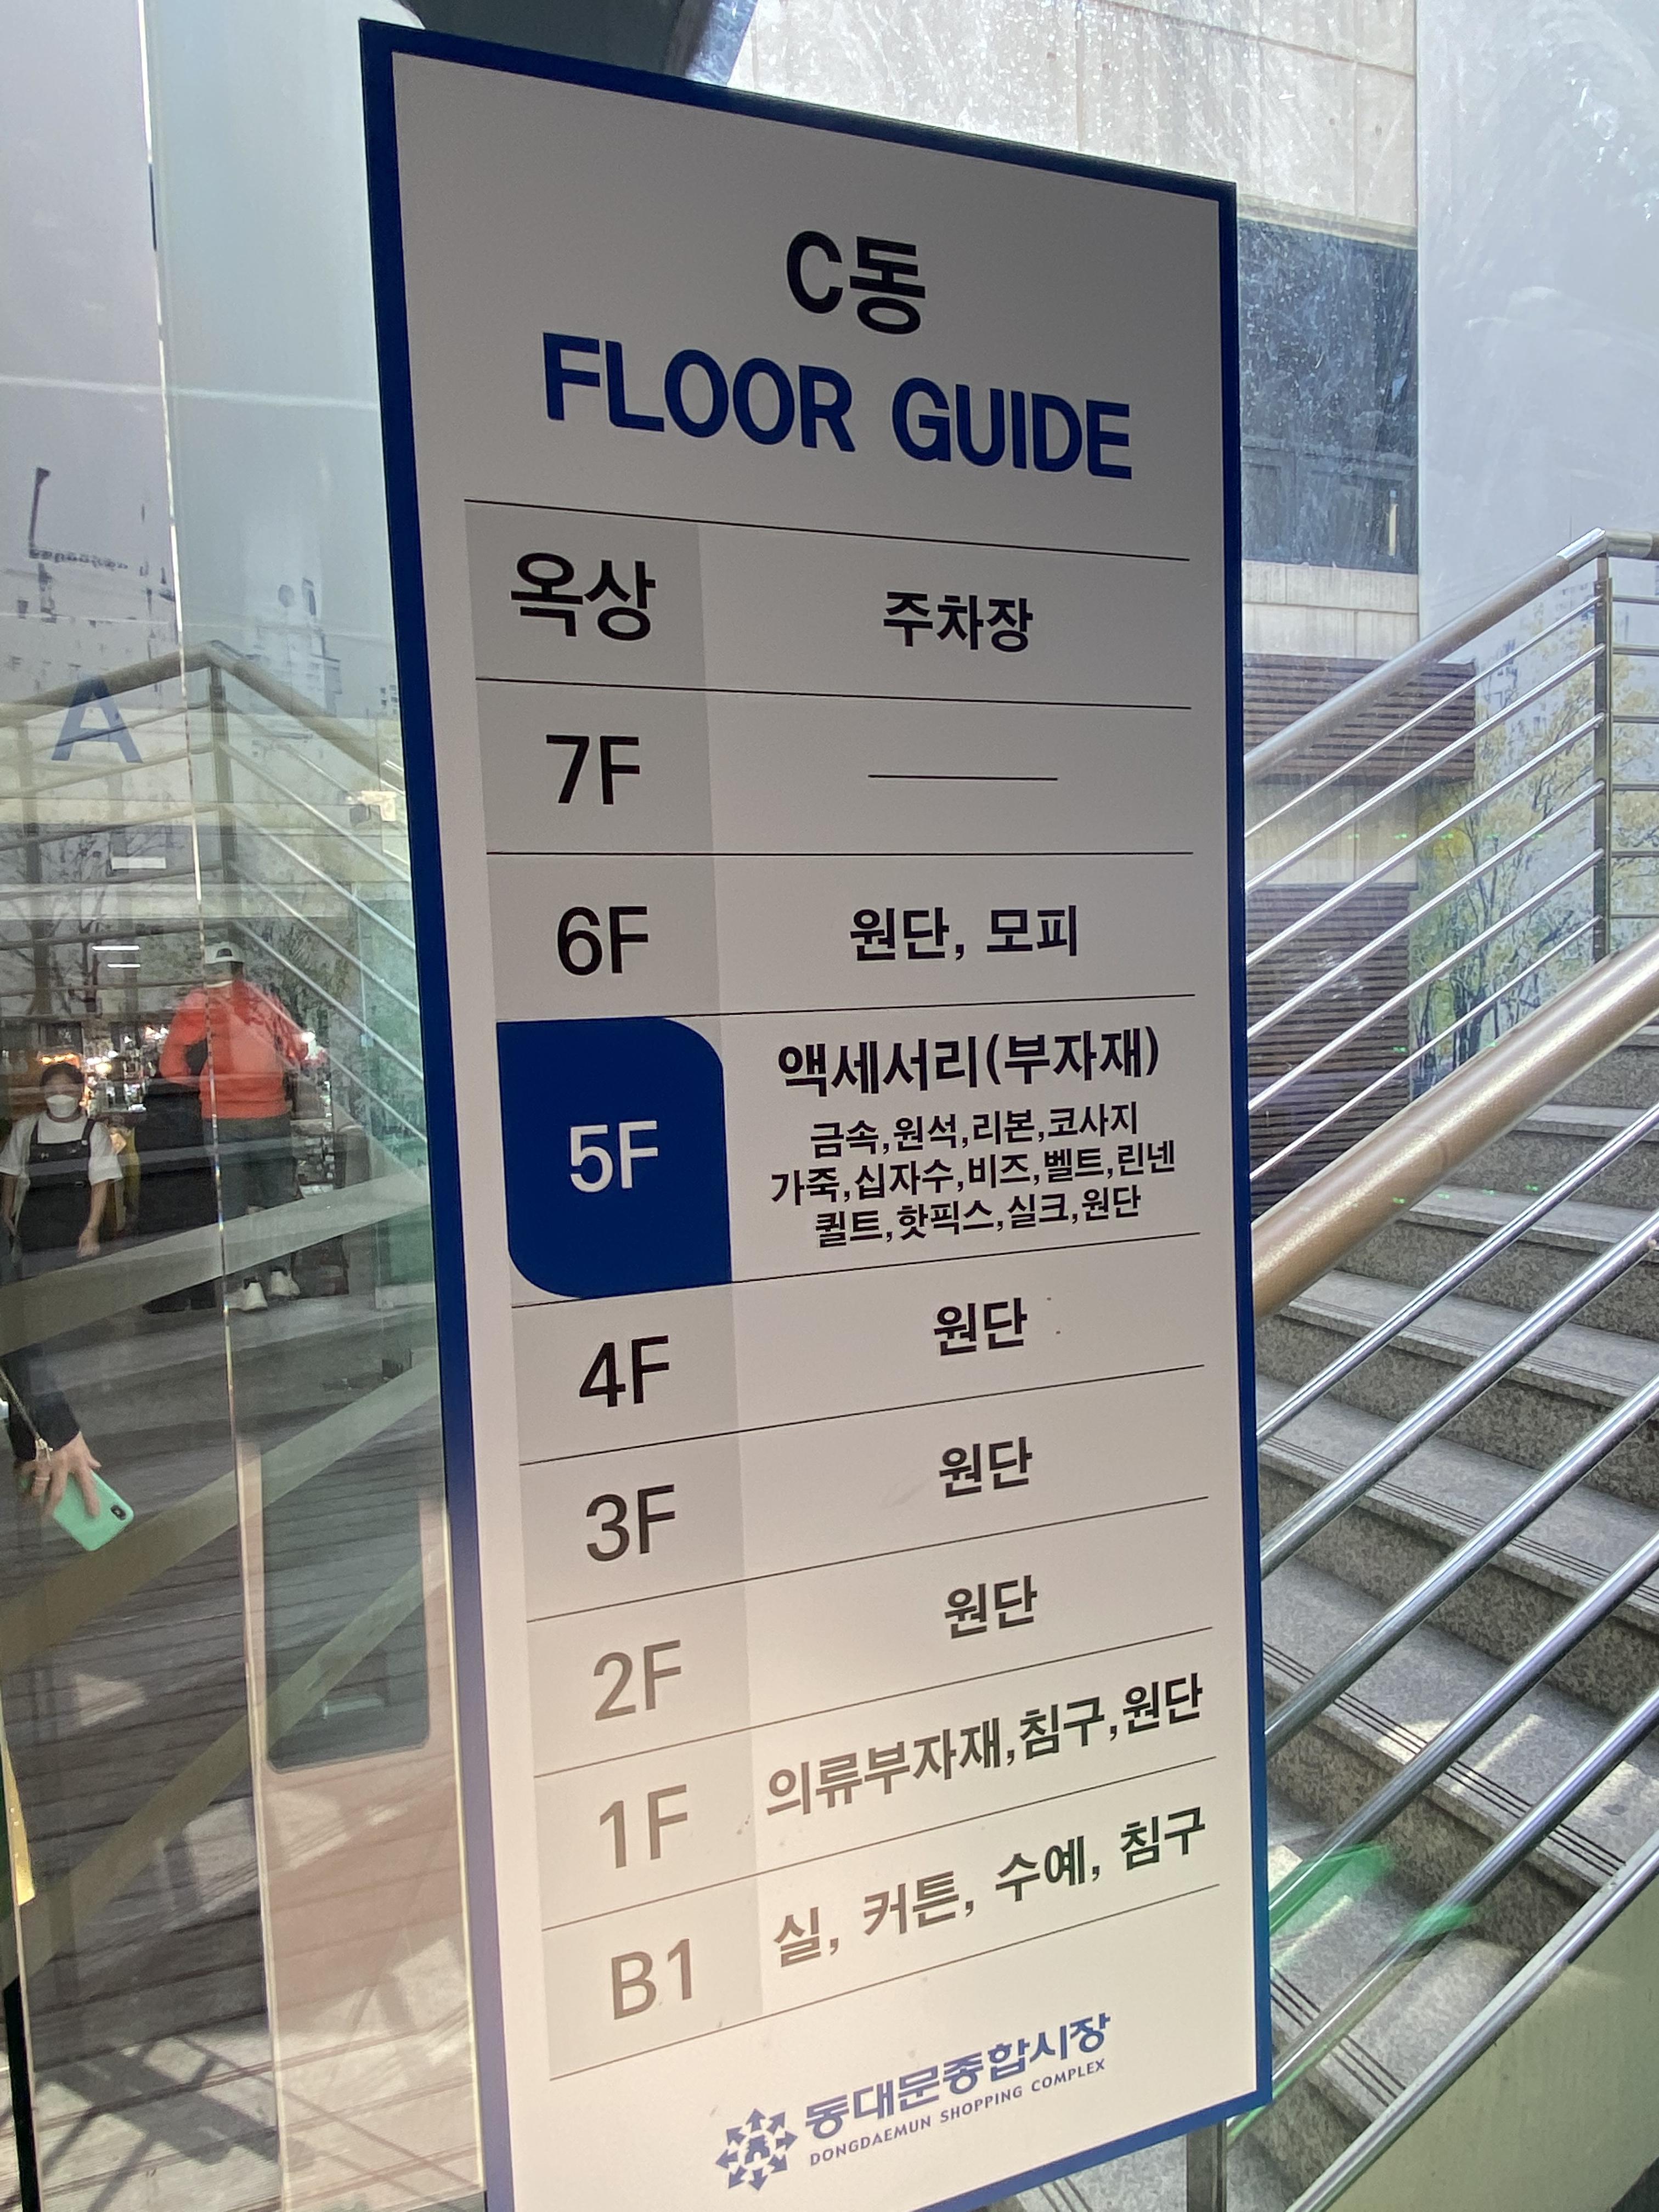 C동
FLOOR GUIDE
옥상 주차장
7F
6F 원단, 모피
5F 액세서리(부자재)
금속,원석,리본,코사지
가죽,십자수,비즈,벨트,린넨
퀼트,핫픽스,실크,원단
4F 원단
3F 원단
2F 원단
1F 의류부자재,침구,원단
B1 실, 커튼, 수예, 침구
동대문종합시장
DONGDAEMUN SHOPPING COMPLEX
A